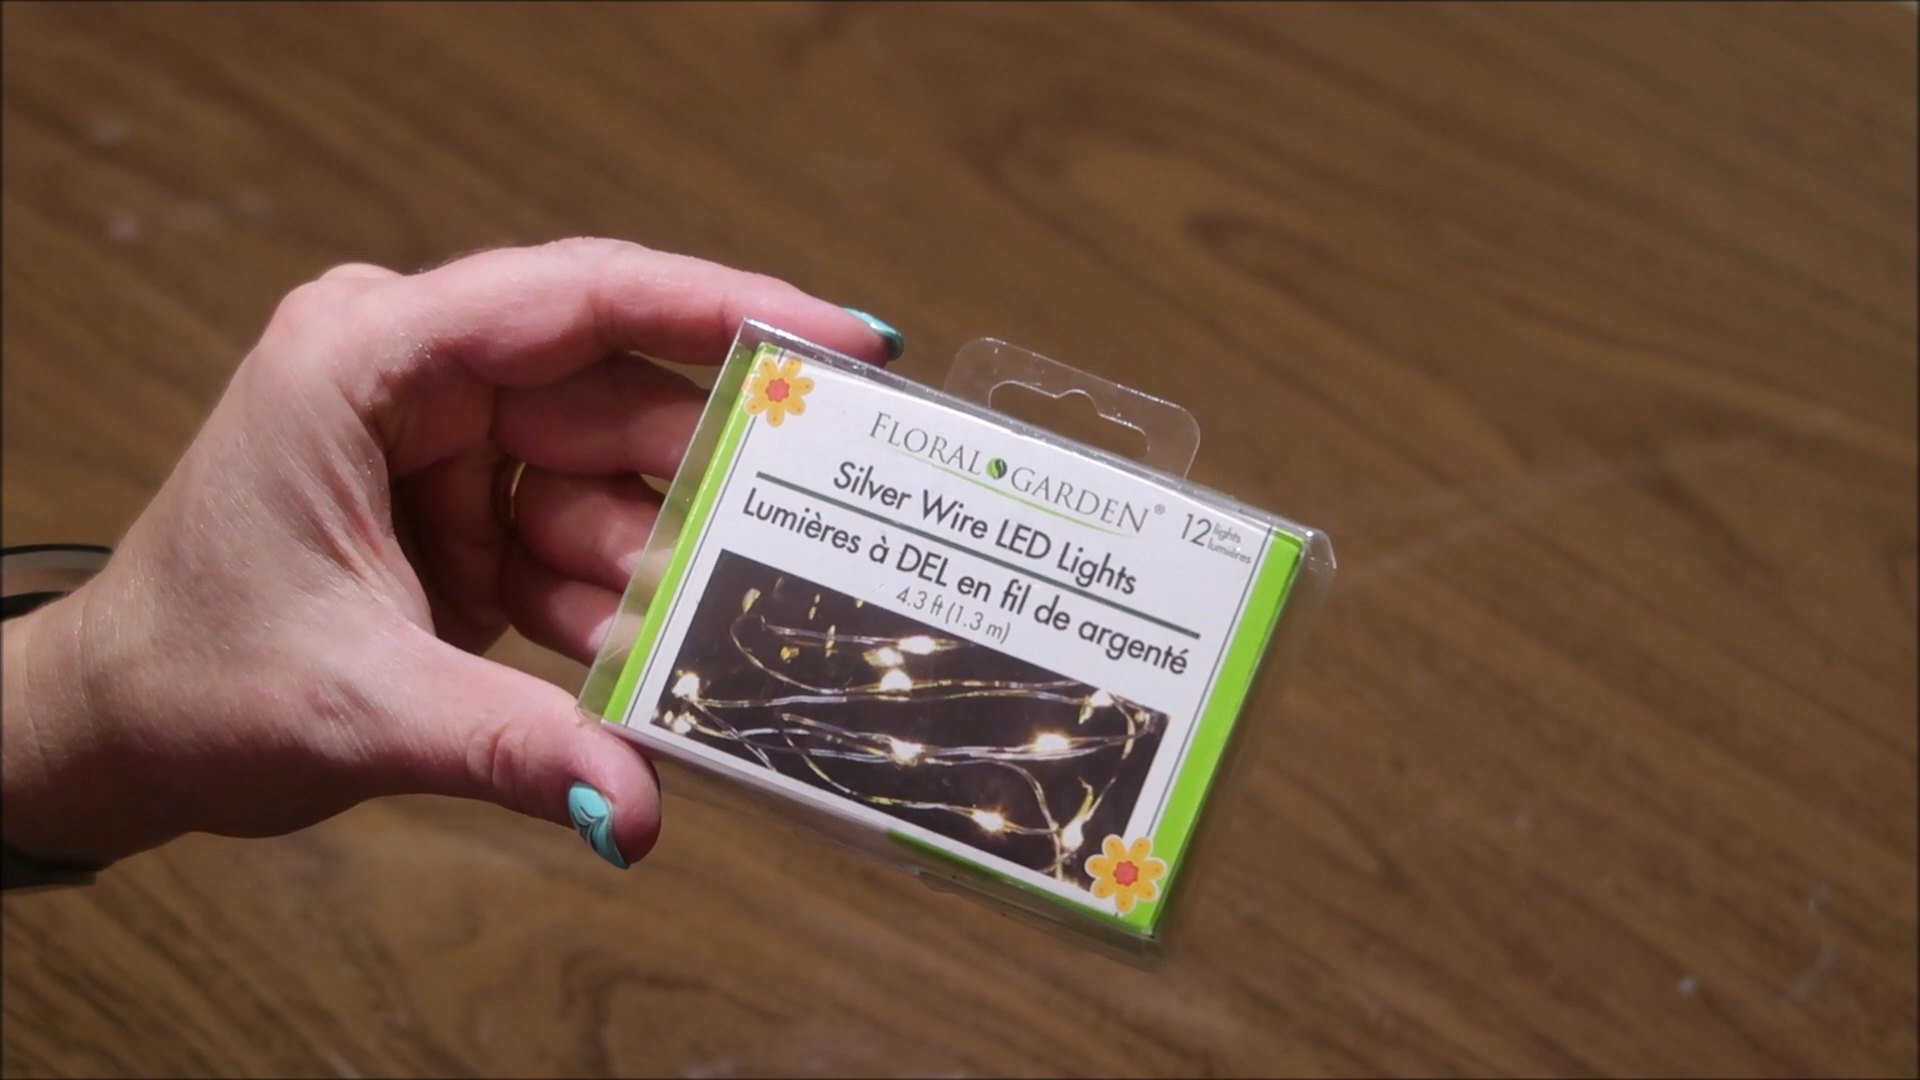 FLORAL GARDEN®
Silver Wire LED Lights
12 lights
lumières
Lumières à DEL en fil de argenté
4.3 ft (1.3 m)